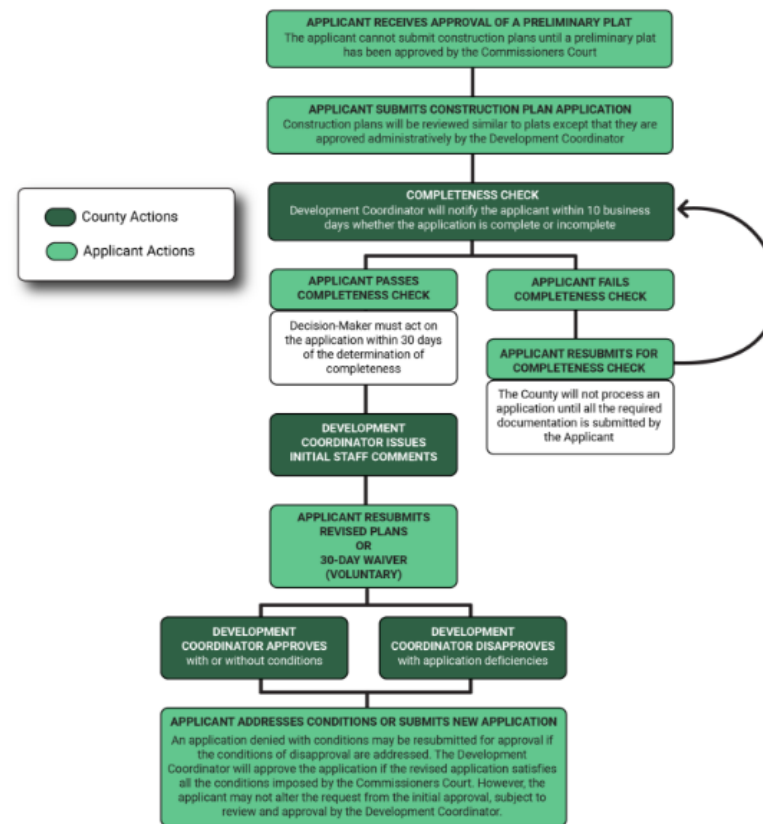 APPLICANT RECEIVES APPROVAL OF A PRELIMINARY PLAT
The applicant cannot submit construction plans until a preliminary plat
has been approved by the Commissioners Court
APPLICANT SUBMITS CONSTRUCTION PLAN APPLICATION
Construction plans will be reviewed similar to plats except that they are
approved administratively by the Development Coordinator
COMPLETENESS CHECK
Development Coordinator will notify the applicant within 10 business
days whether the application is complete or incomplete
County Actions
Applicant Actions
APPLICANT PASSES
COMPLETENESS CHECK
Decision-Maker must act on
the application within 30 days
of the determination of
completeness
APPLICANT FAILS
COMPLETENESS CHECK
APPLICANT RESUBMITS FOR
COMPLETENESS CHECK
The County will not process an
application until all the required
documentation is submitted by
the Applicant
DEVELOPMENT
COORDINATOR ISSUES
INITIAL STAFF COMMENTS
APPLICANT RESUBMITS
REVISED PLANS
OR
30-DAY WAIVER
(VOLUNTARY)
DEVELOPMENT
COORDINATOR APPROVES
with or without conditions
DEVELOPMENT
COORDINATOR DISAPPROVES
with application deficiencies
APPLICANT ADDRESSES CONDITIONS OR SUBMITS NEW APPLICATION
An application denied with conditions may be resubmitted for approval if
the conditions of disapproval are addressed. The Development
Coordinator will approve the application if the revised application satisfies
all the conditions imposed by the Commissioners Court. However, the
applicant may not alter the request from the initial approval, subject to
review and approval by the Development Coordinator.